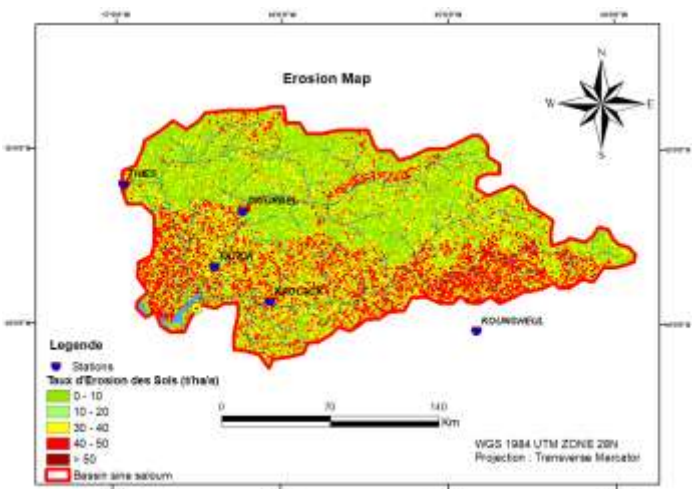 Erosion Map
N
W
E
S
THIES
DIOURBEL
KAOLACK
KOUNGHEUL
Legende
Stations
Taux d'Erosion des Sols (t/ha/a)
0 - 10
10 - 20
30 - 40
40 - 50
> 50
Bassin sine saloum
0
70
140
Km
WGS 1984 UTM ZONE 28N
Projection : Transverse Mercator